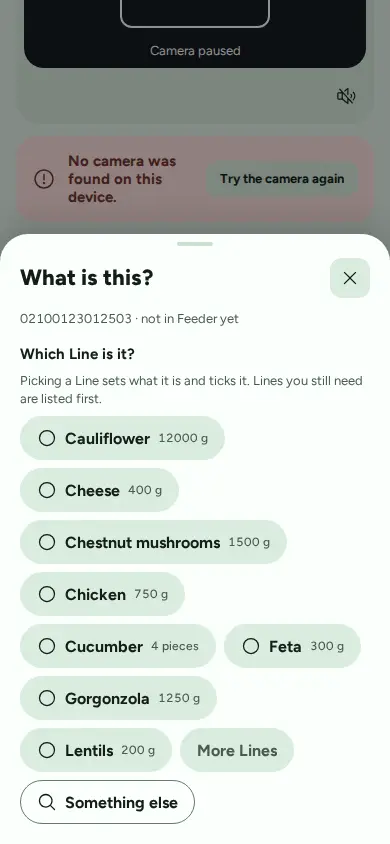 Camera paused
No camera was
found on this
device.
Try the camera again
What is this?
02100123012503 · not in Feeder yet
Which Line is it?
Picking a Line sets what it is and ticks it. Lines you still need
are listed first.
Cauliflower 12000 g
Cheese 400 g
Chestnut mushrooms 1500 g
Chicken 750 g
Cucumber 4 pieces
Feta 300 g
Gorgonzola 1250 g
Lentils 200 g
More Lines
Something else